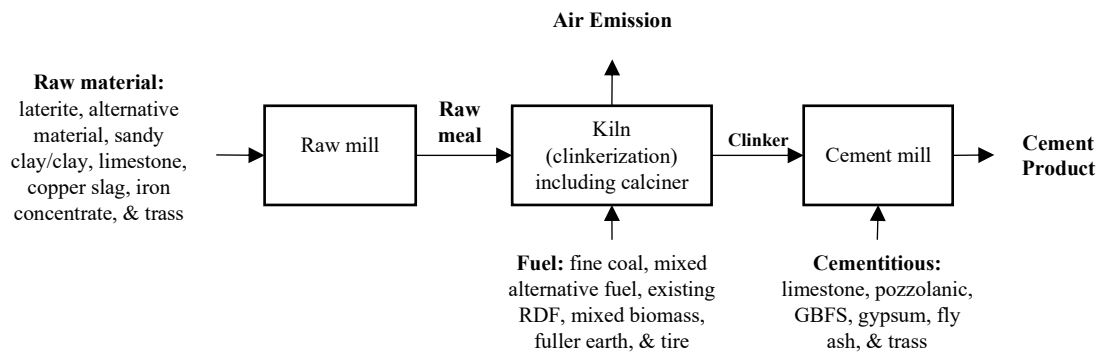 Air Emission
Raw material:
laterite, alternative
material, sandy
clay/clay, limestone,
copper slag, iron
concentrate, & trass
Raw mill
Raw
meal
Kiln
(clinkerization)
including calciner
Clinker
Cement mill
Cement
Product
Fuel: fine coal, mixed
alternative fuel, existing
RDF, mixed biomass,
fuller earth, & tire
Cementitious:
limestone, pozzolanic,
GBFS, gypsum, fly
ash, & trass